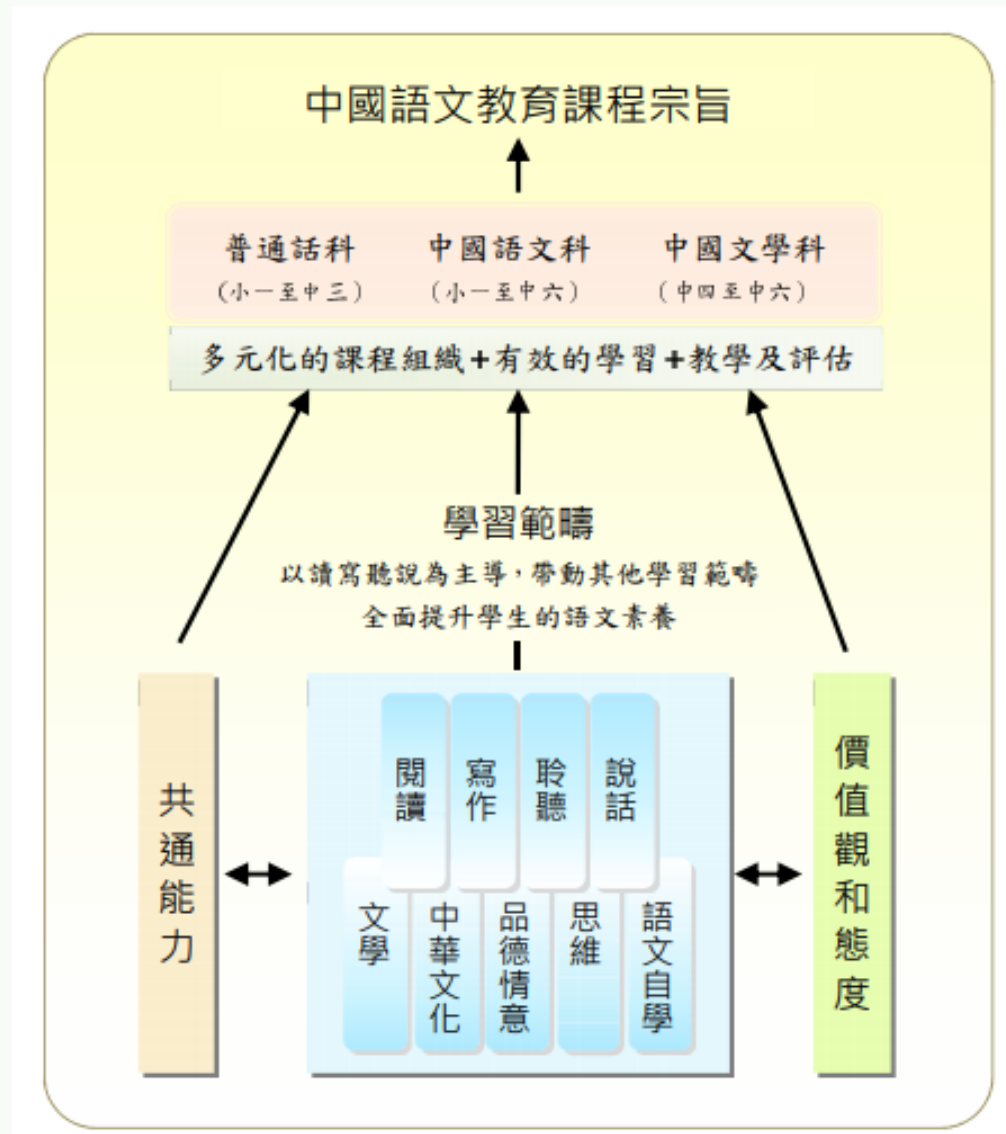 中國語文教育課程宗旨
普通話科 中國語文科 中國文學科
(小一至中三) (小一至中六) (中四至中六)
多元化的課程組織+有效的學習+教學及評估
學習範疇
以讀寫聽說為主導，帶動其他學習範疇
全面提升學生的語文素養
共通能力
閱讀
寫作
聆聽
說話
文學
中華文化
品德情意
思維
語文自學
價值觀和態度